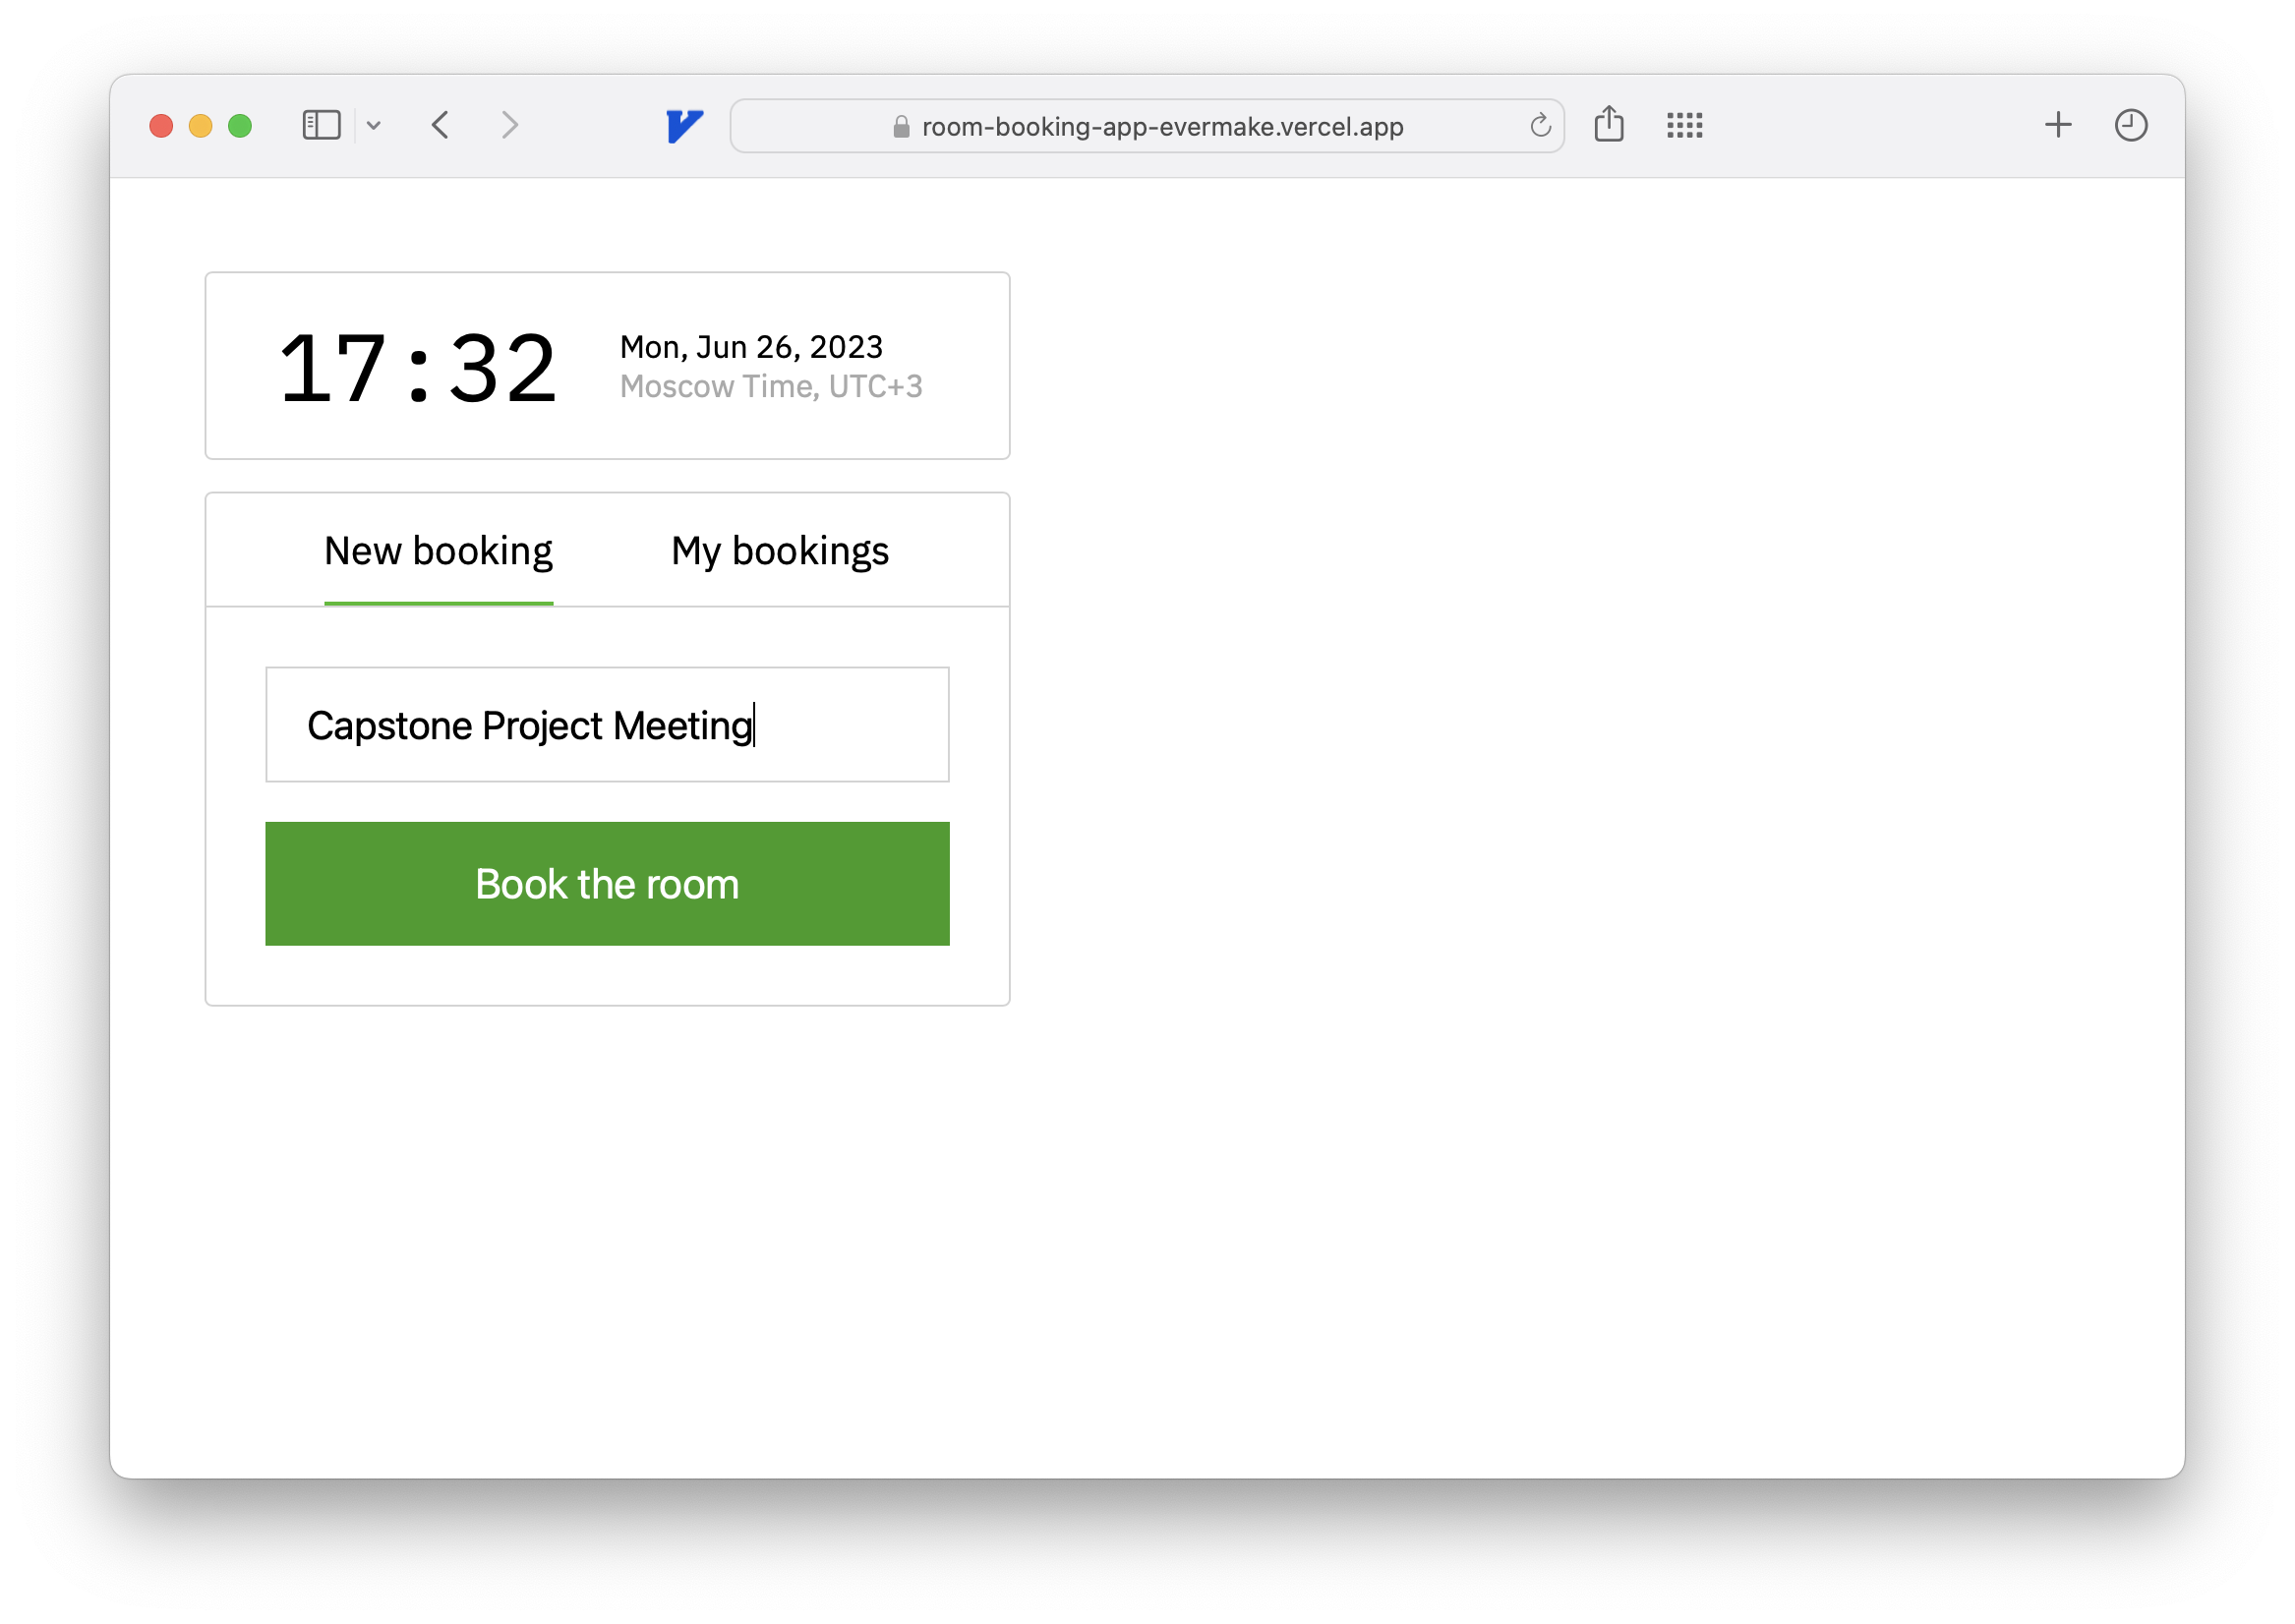 room-booking-app-evermake.vercel.app
17:32
Mon, Jun 26, 2023
Moscow Time, UTC+3
New booking My bookings
Capstone Project Meeting
Book the room